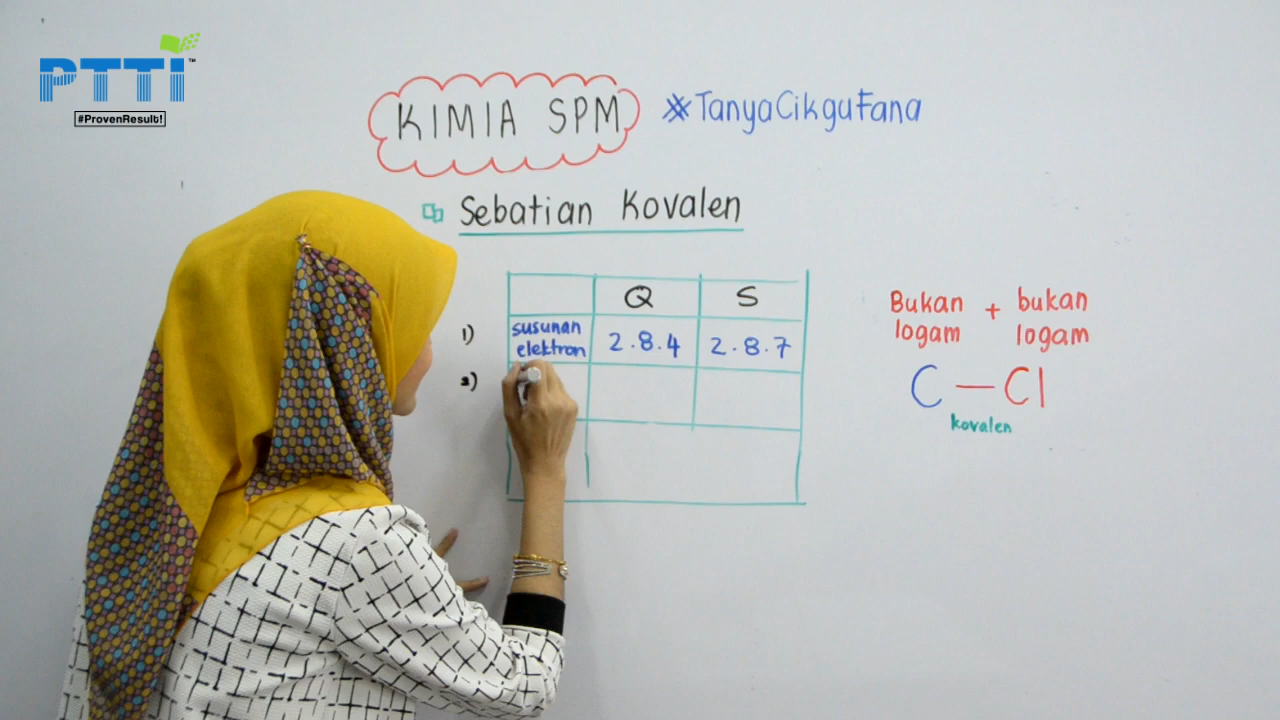 PTTI™
#ProvenResult!
KIMIA SPM
#TanyaCikguFana
Sebatian Kovalen
Q S
1) susunan elektron 2.8.4 2.8.7
2)
Bukan logam + bukan logam
C — Cl
kovalen